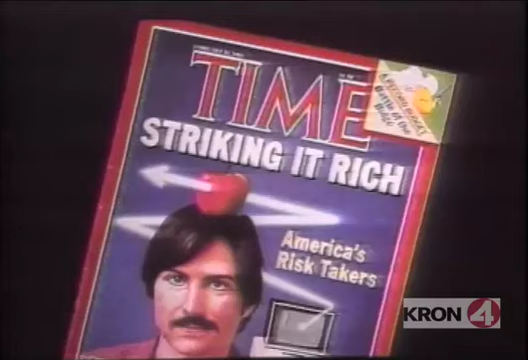 TIME
STRIKING IT RICH
America's
Risk Takers
KRON 4